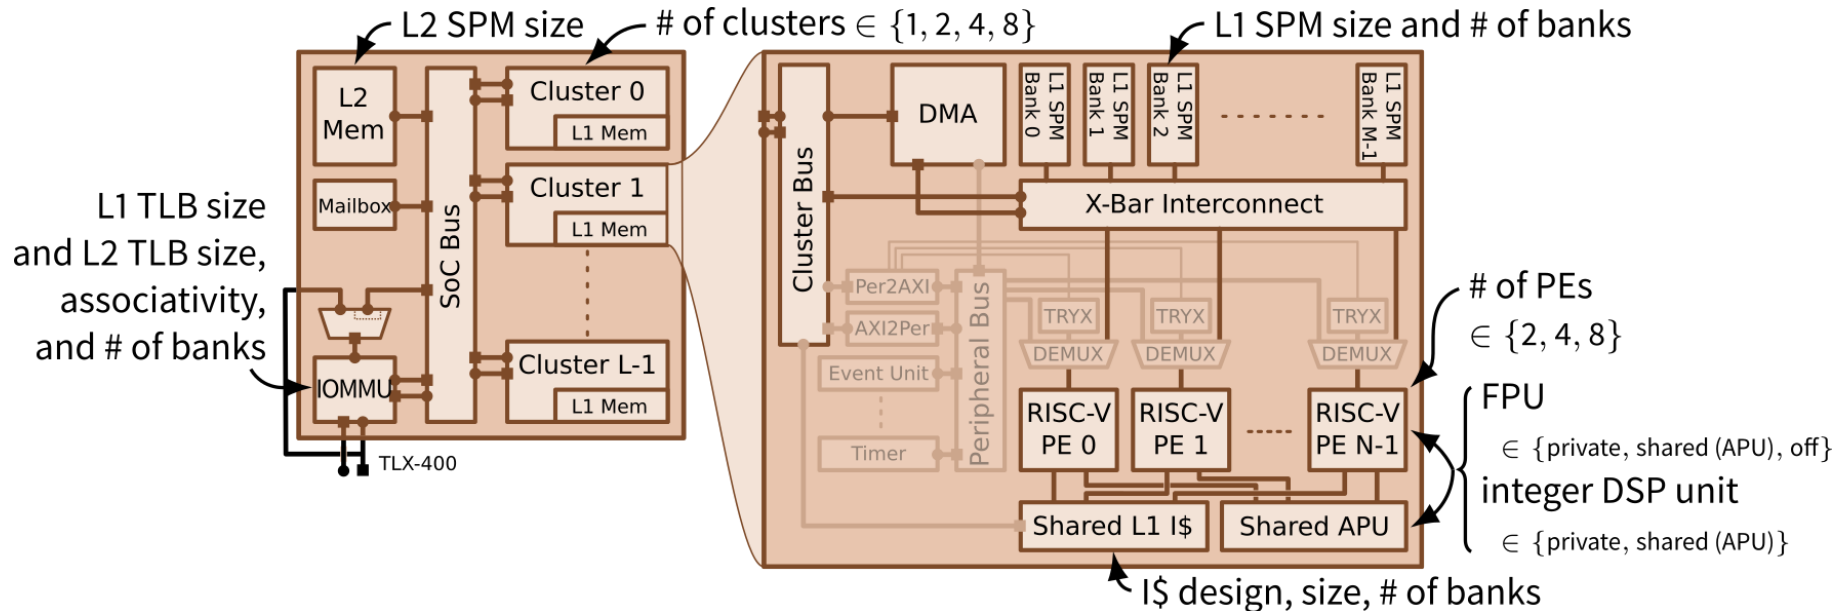 L2 SPM size
# of clusters ∈ {1, 2, 4, 8}
L1 SPM size and # of banks
L2
Mem
Mailbox
SoC Bus
Cluster 0
L1 Mem
Cluster 1
L1 Mem
Cluster L-1
L1 Mem
L1 TLB size
and L2 TLB size,
associativity,
and # of banks
IOMMU
TLX-400
Cluster Bus
DMA
L1 SPM
Bank 0
L1 SPM
Bank 1
L1 SPM
Bank 2
L1 SPM
Bank M-1
X-Bar Interconnect
Per2AXI
AXI2Per
Event Unit
Timer
Peripheral Bus
TRYX
TRYX
TRYX
DEMUX
DEMUX
DEMUX
RISC-V
PE 0
RISC-V
PE 1
RISC-V
PE N-1
Shared L1 I$
Shared APU
# of PEs
∈ {2, 4, 8}
FPU
∈ {private, shared (APU), off}
integer DSP unit
∈ {private, shared (APU)}
I$ design, size, # of banks